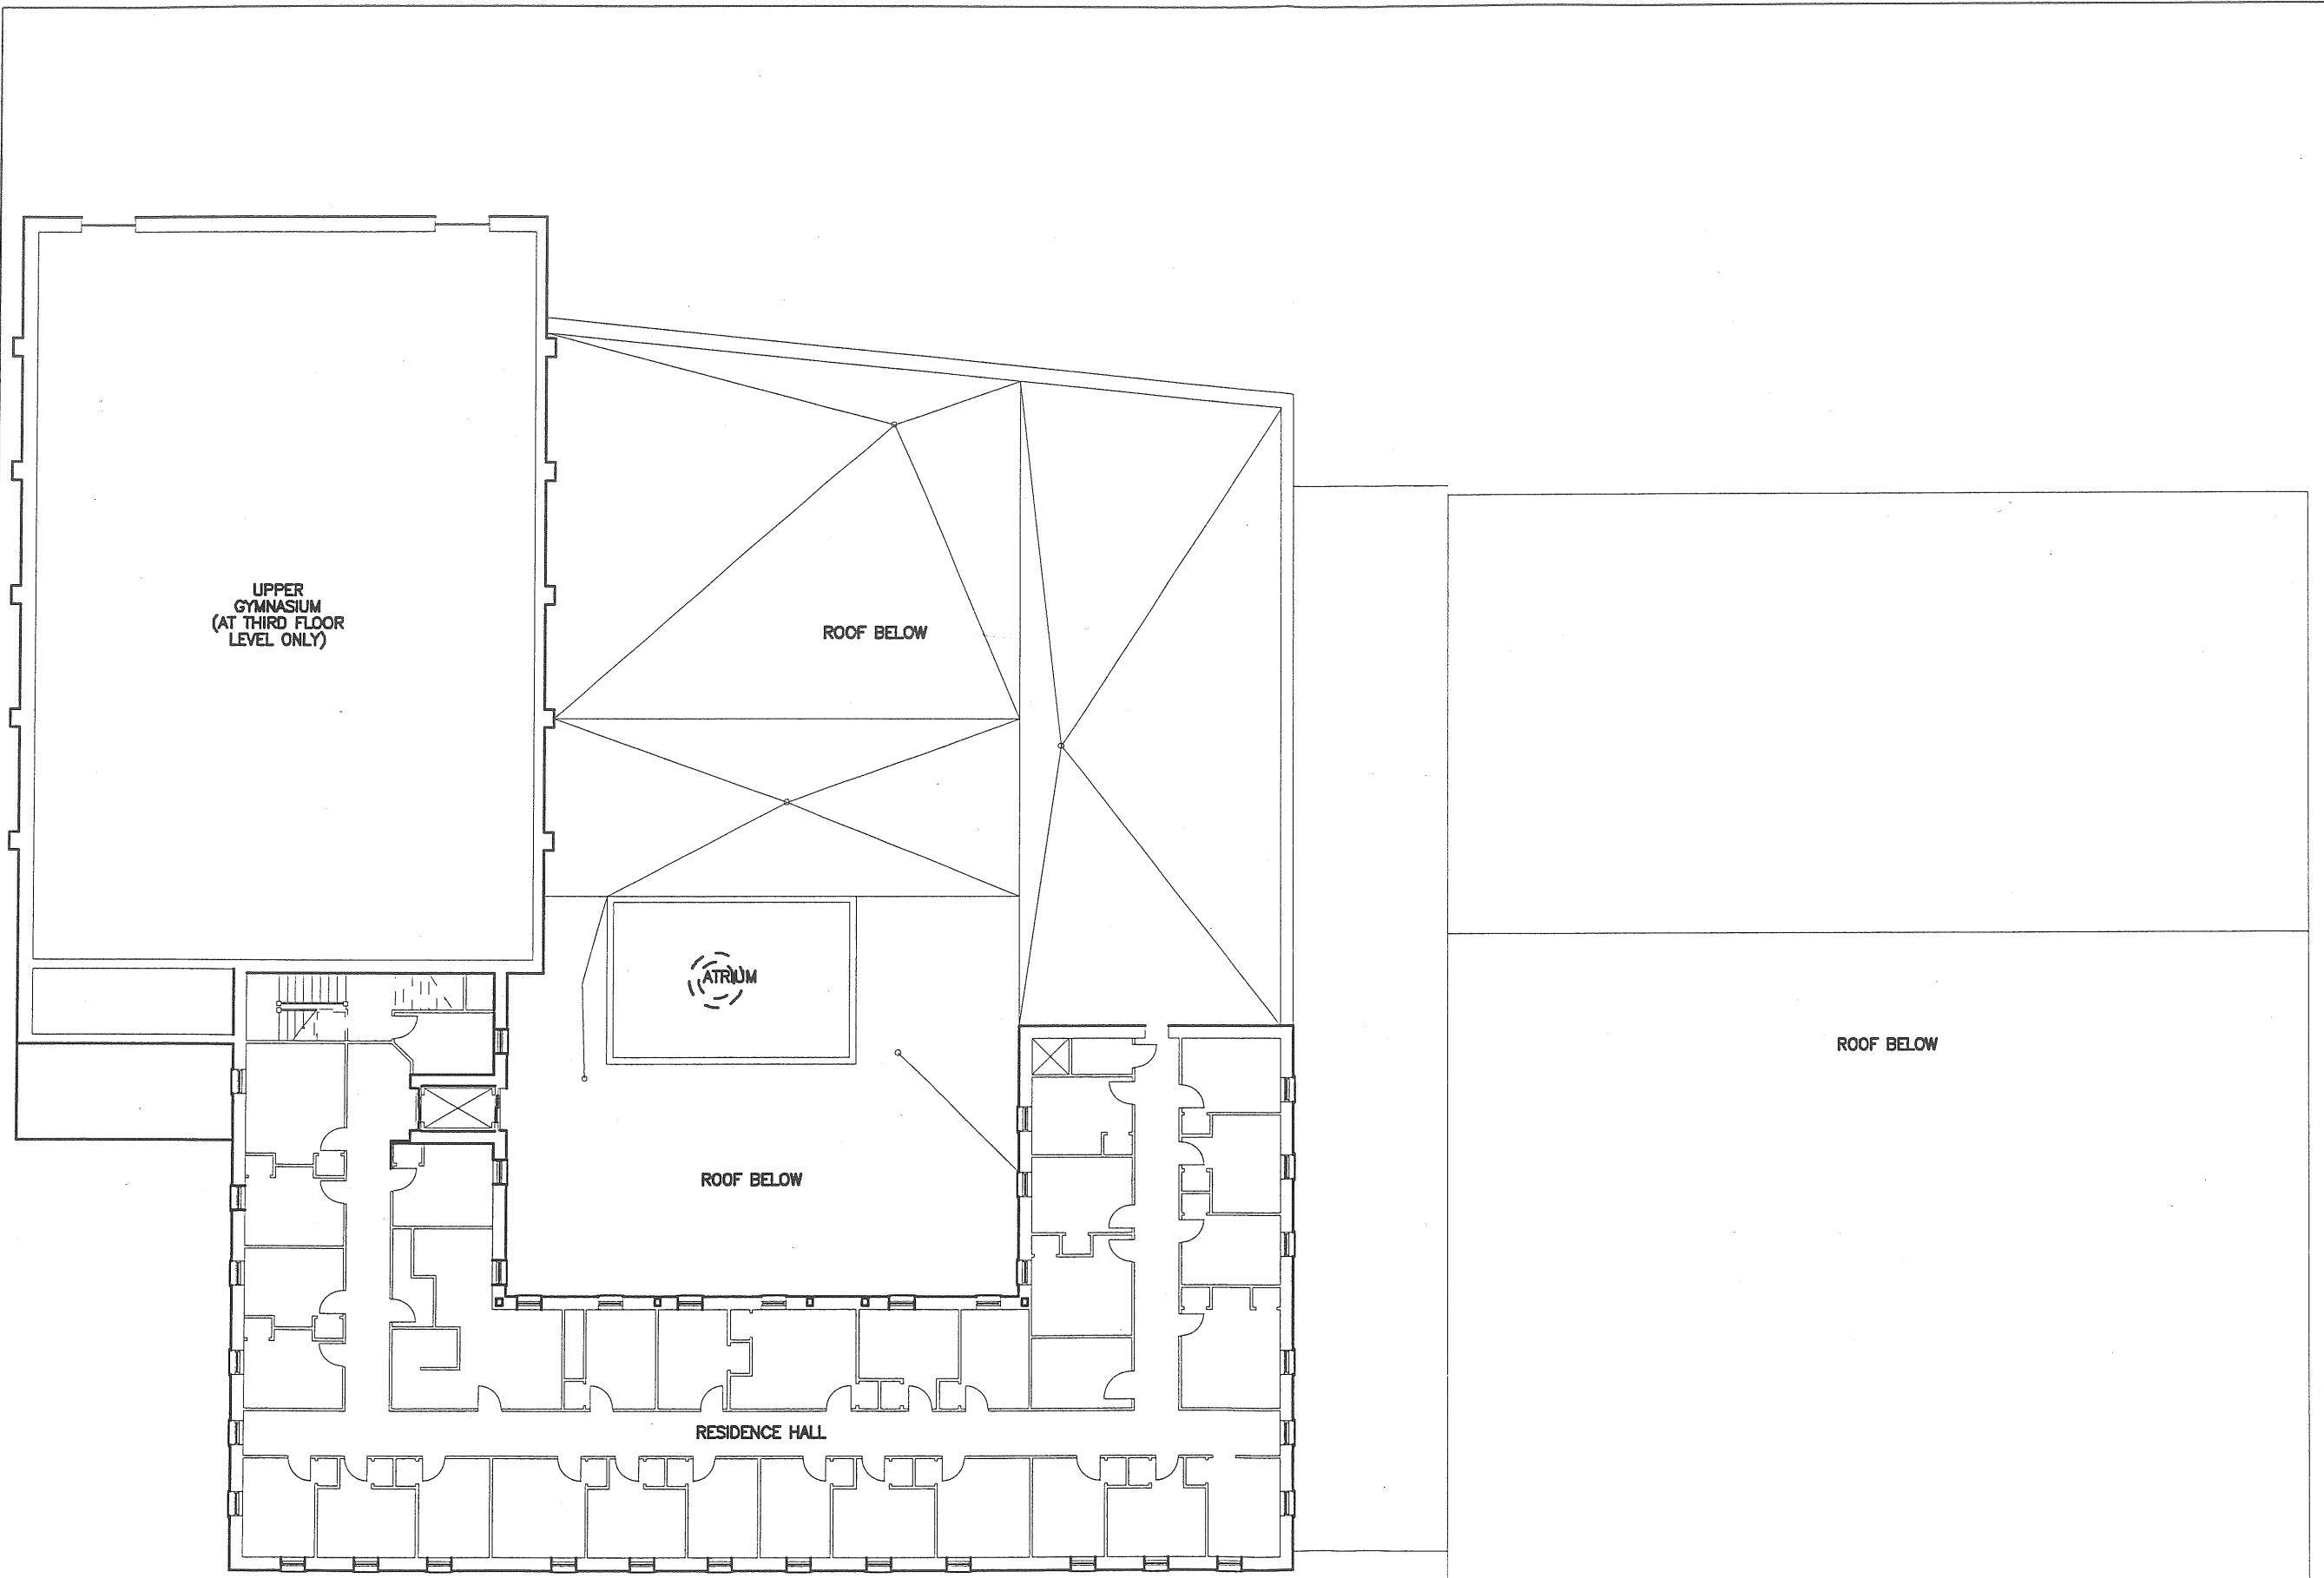 UPPER
GYMNASIUM
(AT THIRD FLOOR
LEVEL ONLY)
ROOF BELOW
ATRIUM
ROOF BELOW
ROOF BELOW
RESIDENCE HALL